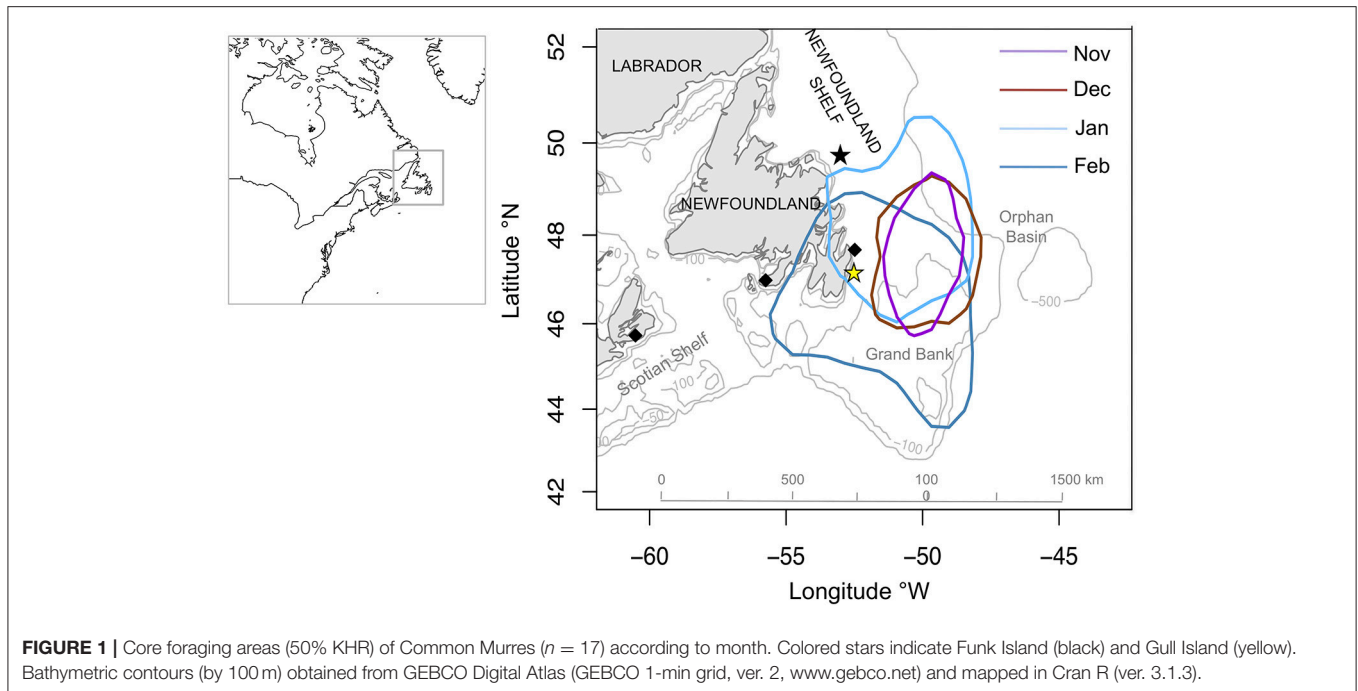 52
50
48
46
44
42
Latitude °N
LABRADOR
NEWFOUNDLAND
SHELF
NEWFOUNDLAND
Nov
Dec
Jan
Feb
Orphan
Basin
−500
−50
−100
Grand Bank
Scotian Shelf
−100
−50
−100
0
500
100
0
1500 km
−60
−55
−50
−45
Longitude °W
FIGURE 1 | Core foraging areas (50% KHR) of Common Murres (n = 17) according to month. Colored stars indicate Funk Island (black) and Gull Island (yellow).
Bathymetric contours (by 100 m) obtained from GEBCO Digital Atlas (GEBCO 1-min grid, ver. 2, www.gebco.net) and mapped in Cran R (ver. 3.1.3).